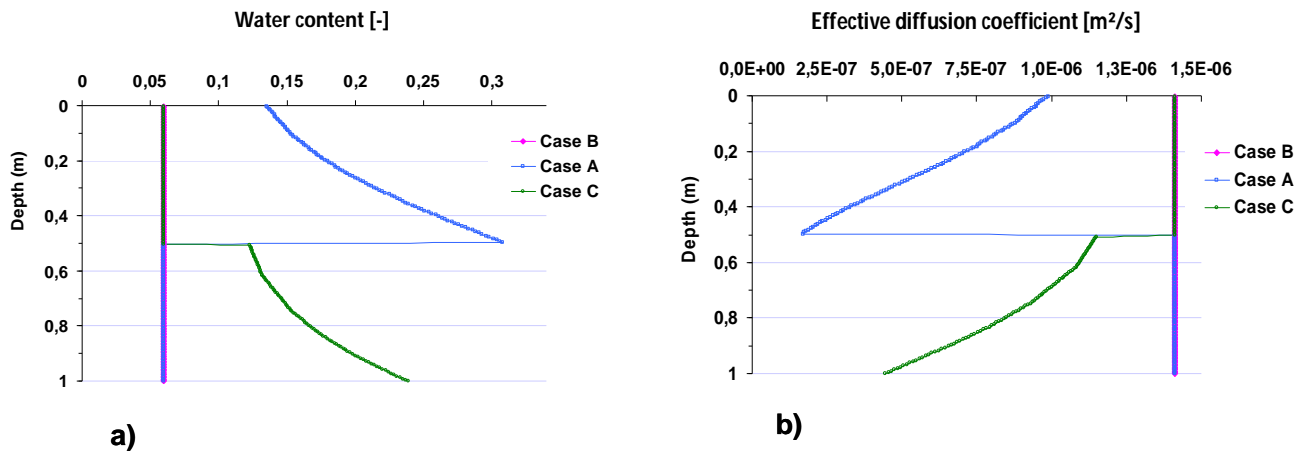 Water content [-]
0 0,05 0,1 0,15 0,2 0,25 0,3
0
0,2
0,4
0,6
0,8
1
Depth (m)
Case B
Case A
Case C
a)
Effective diffusion coefficient [m²/s]
0,0E+00 2,5E-07 5,0E-07 7,5E-07 1,0E-06 1,3E-06 1,5E-06
0
0,2
0,4
0,6
0,8
1
Depth (m)
Case B
Case A
Case C
b)